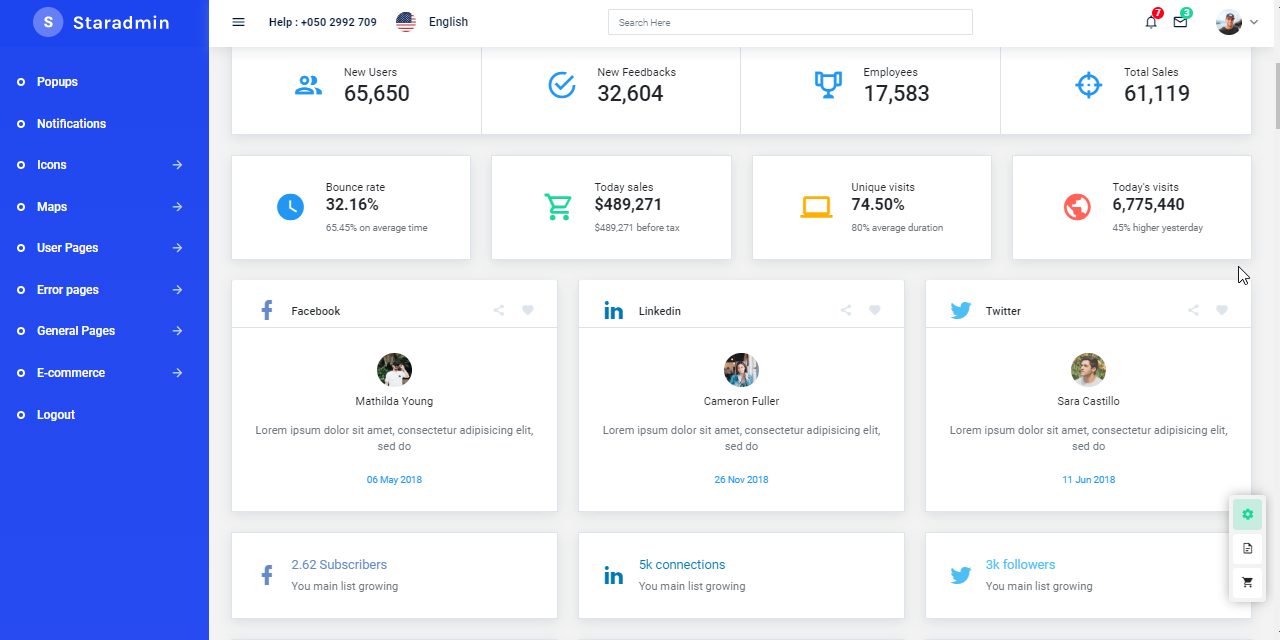 S Staradmin
Help : +050 2992 709 English Search Here 7 3
Popups
Notifications
Icons
Maps
User Pages
Error pages
General Pages
E-commerce
Logout
New Users
65,650
New Feedbacks
32,604
Employees
17,583
Total Sales
61,119
Bounce rate
32.16%
65.45% on average time
Today sales
$489,271
$489,271 before tax
Unique visits
74.50%
80% average duration
Today's visits
6,775,440
45% higher yesterday
Facebook
Mathilda Young
Lorem ipsum dolor sit amet, consectetur adipisicing elit,
sed do
06 May 2018
Linkedin
Cameron Fuller
Lorem ipsum dolor sit amet, consectetur adipisicing elit,
sed do
26 Nov 2018
Twitter
Sara Castillo
Lorem ipsum dolor sit amet, consectetur adipisicing elit,
sed do
11 Jun 2018
2.62 Subscribers
You main list growing
in
5k connections
You main list growing
3k followers
You main list growing